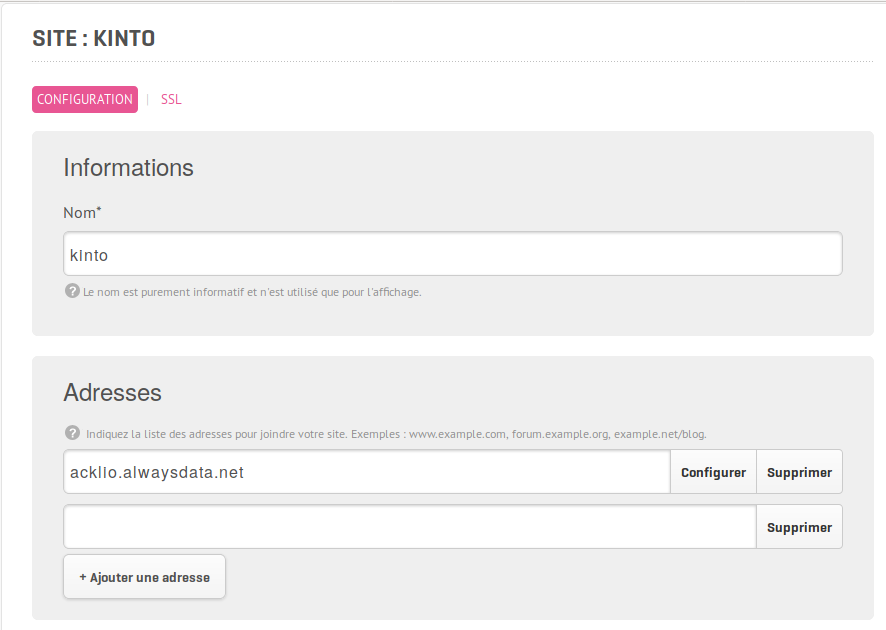 SITE : KINTO
CONFIGURATION | SSL
Informations
Nom*
kinto
? Le nom est purement informatif et n'est utilisé que pour l'affichage.
Adresses
? Indiquez la liste des adresses pour joindre votre site. Exemples : www.example.com, forum.example.org, example.net/blog.
acklio.alwaysdata.net Configurer Supprimer
Supprimer
+ Ajouter une adresse